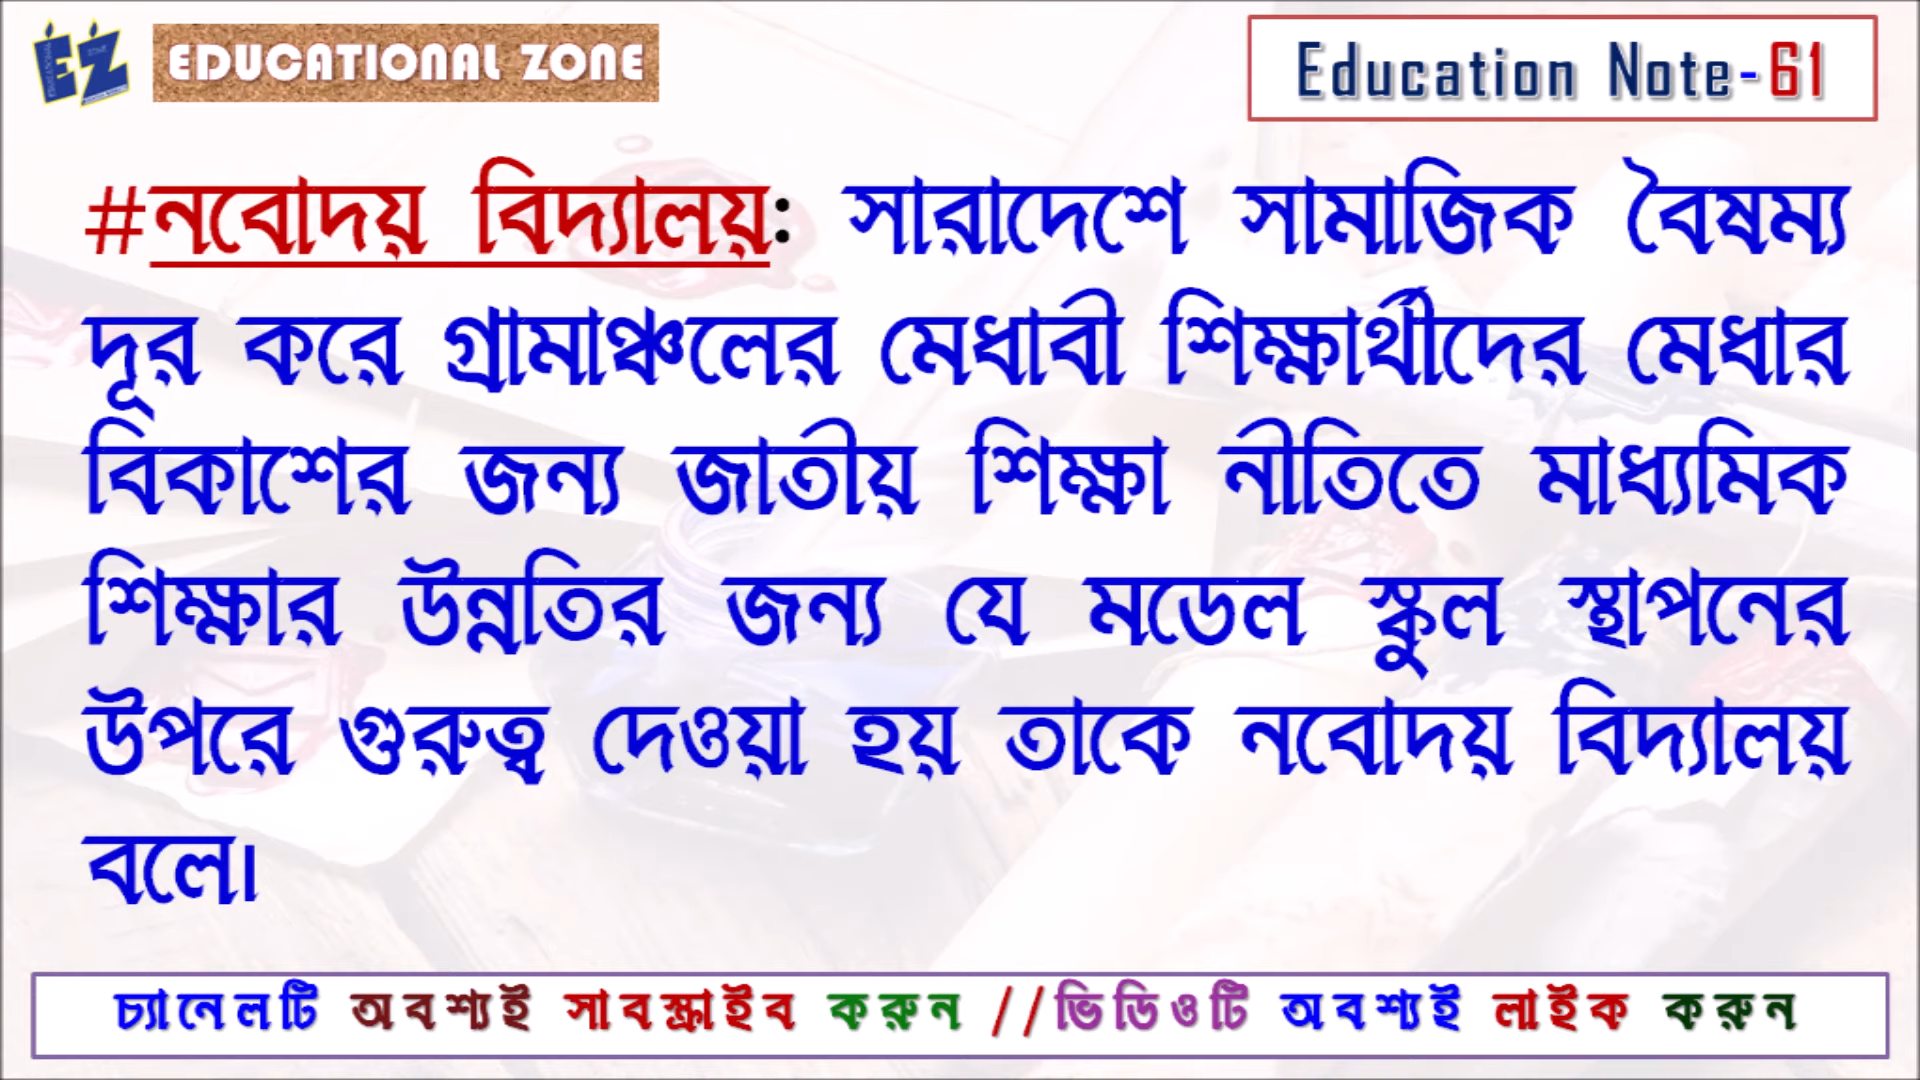 EZ EDUCATIONAL ZONE
Education Note-61
#নবোদয় বিদ্যালয়: সারাদেশে সামাজিক বৈষম্য
দূর করে গ্রামাঞ্চলের মেধাবী শিক্ষার্থীদের মেধার
বিকাশের জন্য জাতীয় শিক্ষা নীতিতে মাধ্যমিক
শিক্ষার উন্নতির জন্য যে মডেল স্কুল স্থাপনের
উপরে গুরুত্ব দেওয়া হয় তাকে নবোদয় বিদ্যালয়
বলে।
চ্যানেলটি অবশ্যই সাবস্ক্রাইব করুন //ভিডিওটি অবশ্যই লাইক করুন